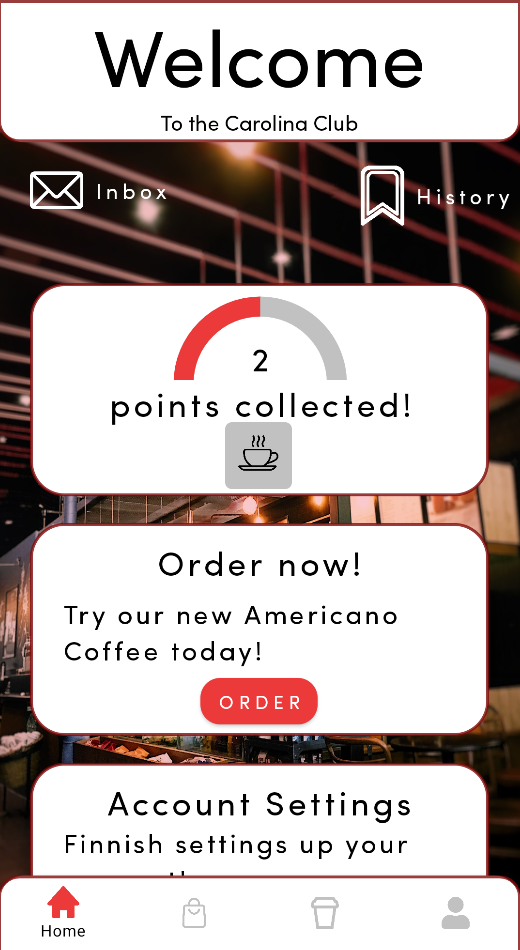 Welcome
To the Carolina Club
Inbox
History
2
points collected!
Order now!
Try our new Americano
Coffee today!
ORDER
Account Settings
Finnish settings up your
Home